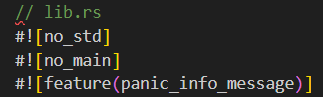 // lib.rs
#![no_std]
#![no_main]
#![feature(panic_info_message)]